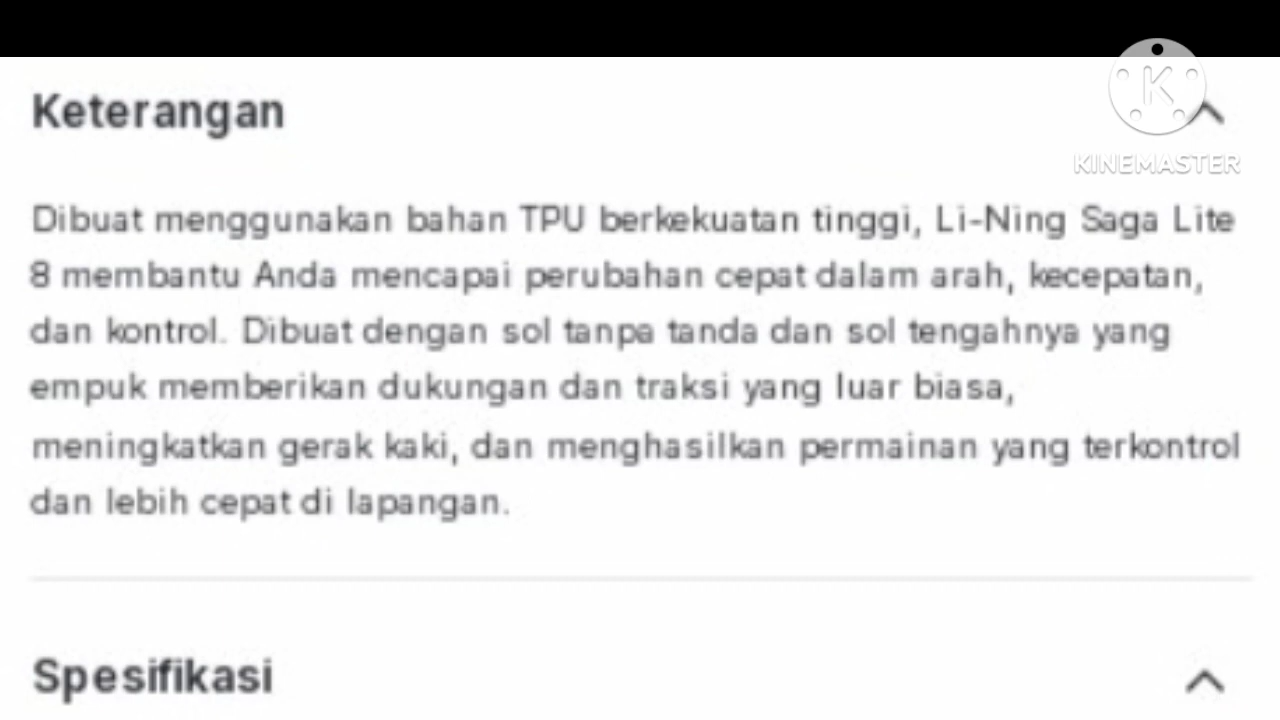 Keterangan
KINEMASTER
Dibuat menggunakan bahan TPU berkekuatan tinggi, Li-Ning Saga Lite
8 membantu Anda mencapai perubahan cepat dalam arah, kecepatan,
dan kontrol. Dibuat dengan sol tanpa tanda dan sol tengahnya yang
empuk memberikan dukungan dan traksi yang luar biasa,
meningkatkan gerak kaki, dan menghasilkan permainan yang terkontrol
dan lebih cepat di lapangan.
Spesifikasi